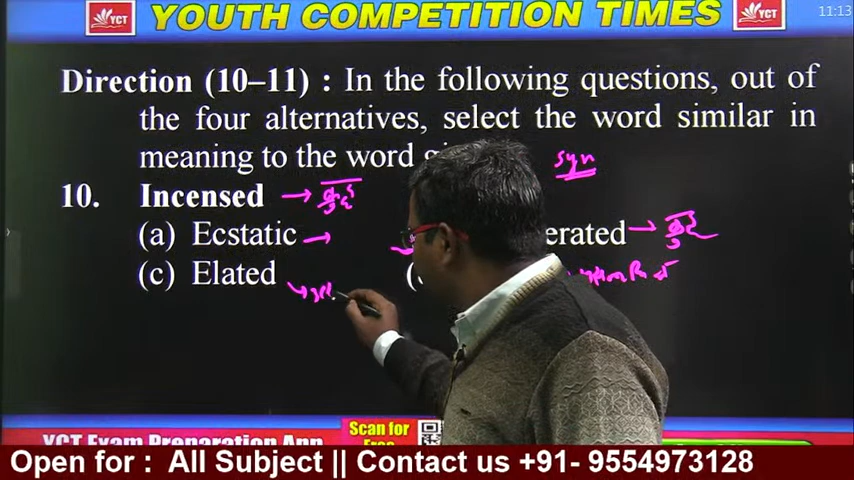 YCT
YOUTH COMPETITION TIMES
YCT
11:13
Direction (10–11) : In the following questions, out of
the four alternatives, select the word similar in
meaning to the word
syn
10. Incensed
(a) Ecstatic
erated
(c) Elated
(
YCT Exam Preparation App
Scan for
Free
Open for : All Subject || Contact us +91- 9554973128